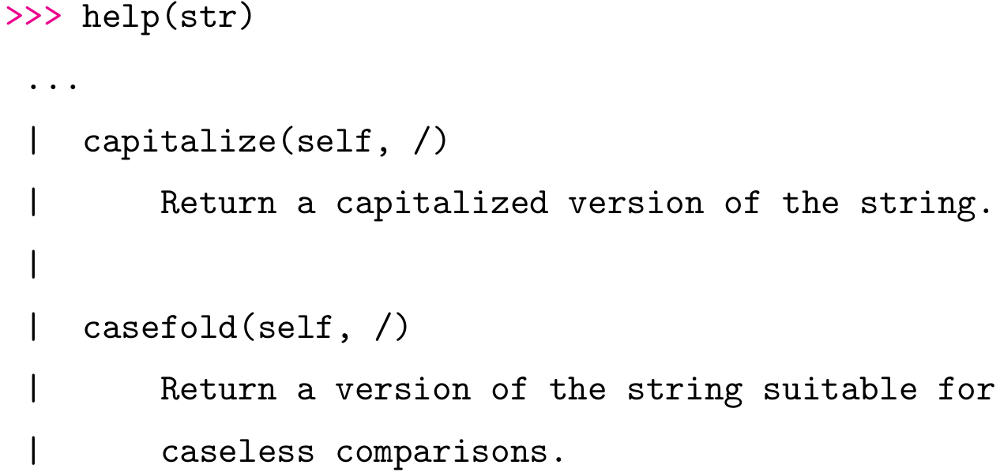 >>> help(str)
...
|  capitalize(self, /)
|      Return a capitalized version of the string.
|
|  casefold(self, /)
|      Return a version of the string suitable for
|      caseless comparisons.